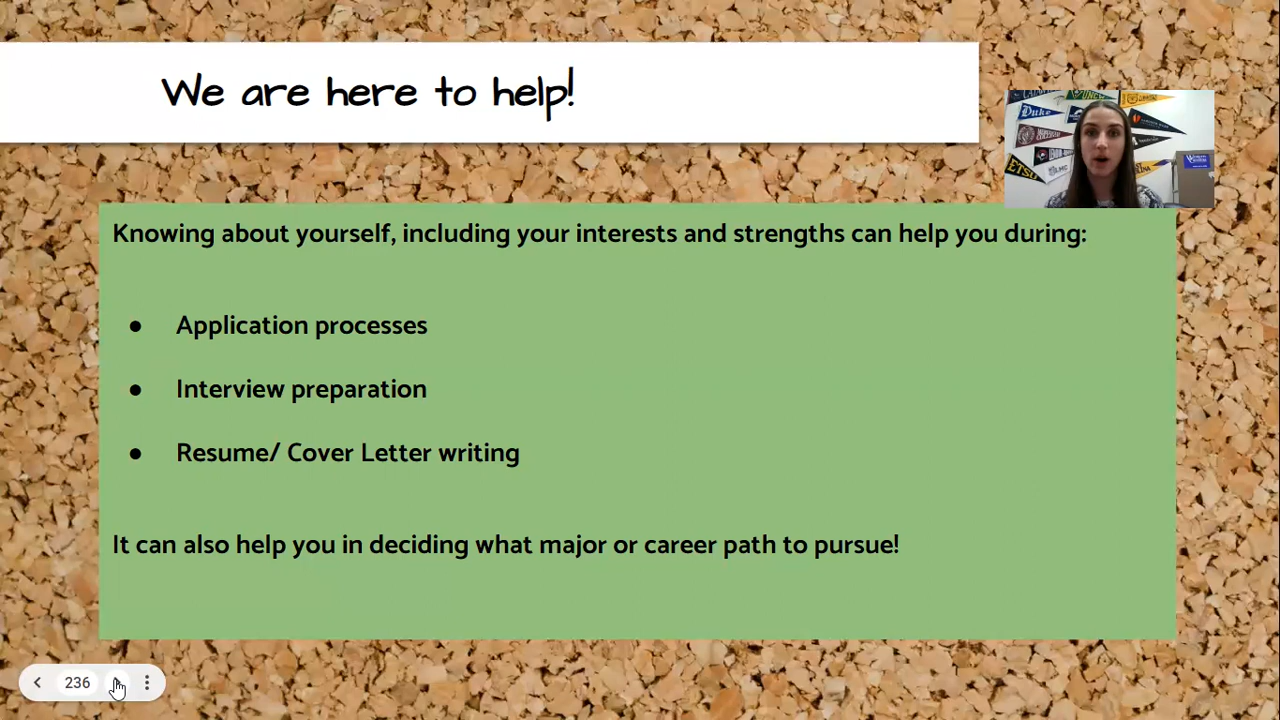 We are here to help!
Duke
ETSU
Knowing about yourself, including your interests and strengths can help you during:
● Application processes
● Interview preparation
● Resume/ Cover Letter writing
It can also help you in deciding what major or career path to pursue!
236